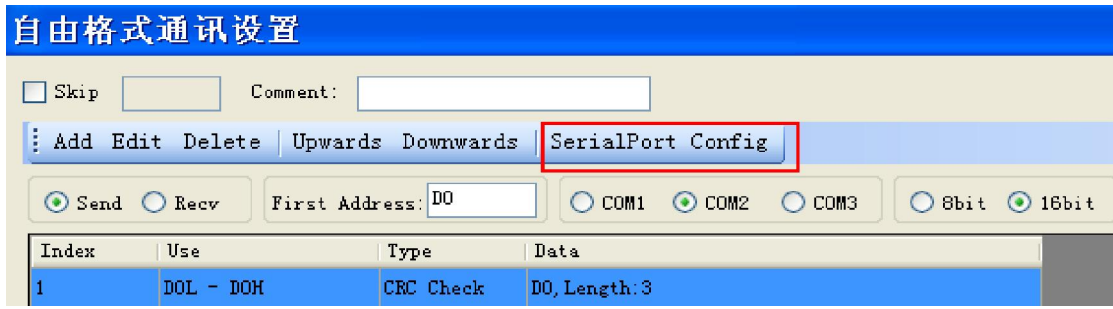 自由格式通讯设置
Skip Comment:
Add Edit Delete Upwards Downwards SerialPort Config
Send Recv First Address: D0 COM1 COM2 COM3 8bit 16bit
Index Use Type Data
1 D0L - D0H CRC Check D0,Length:3